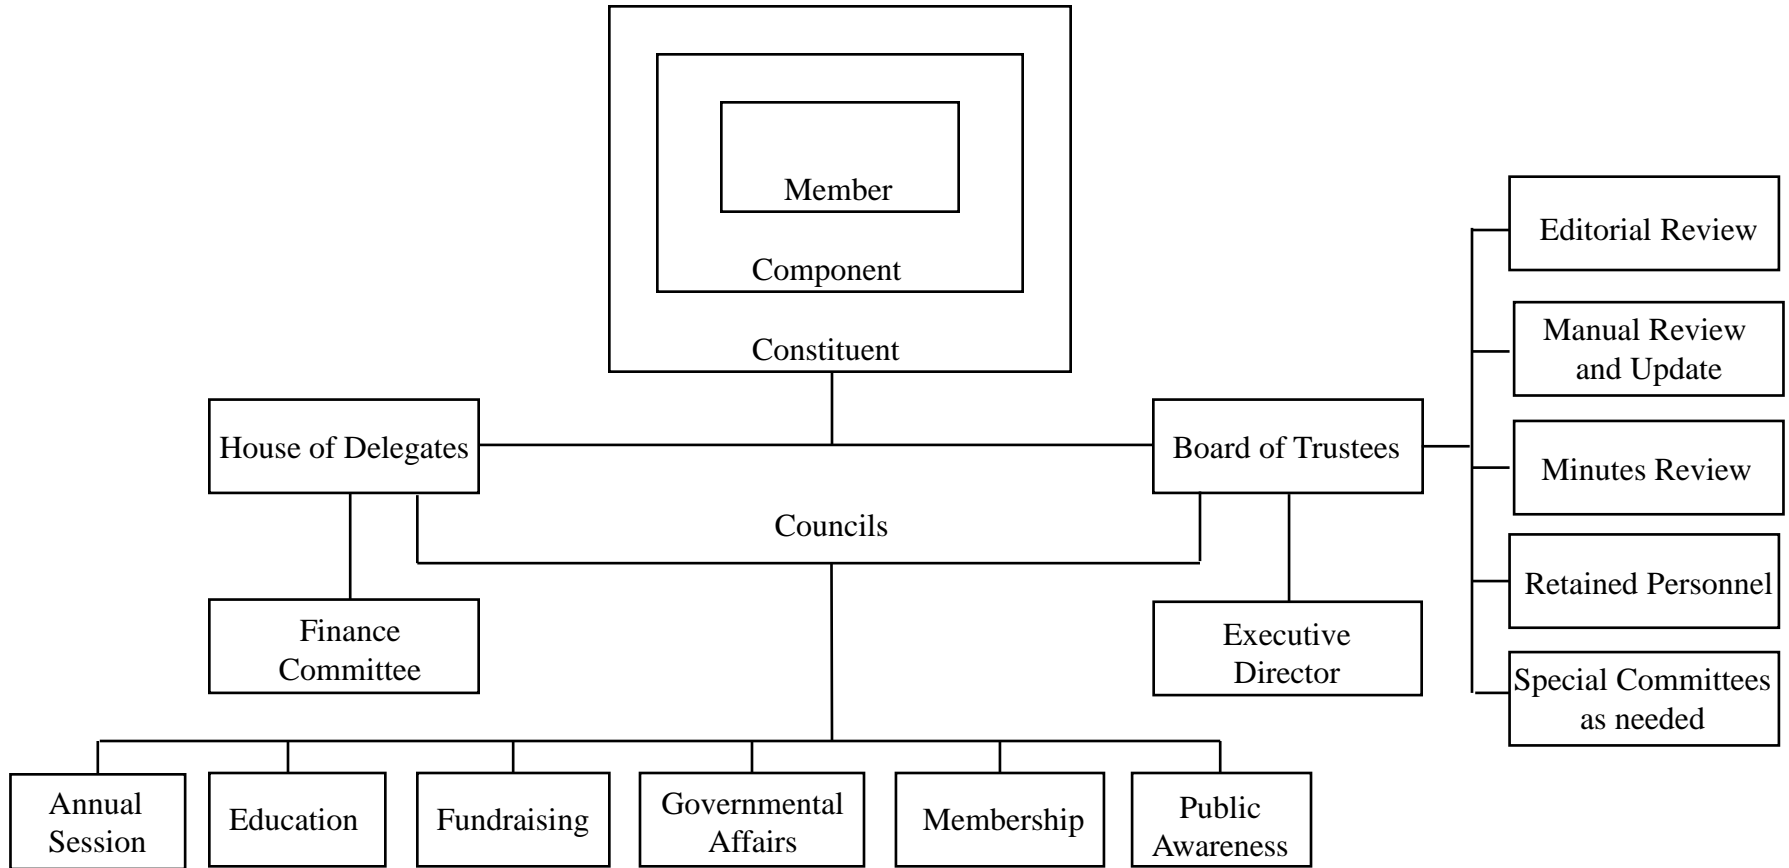 Member
Component
Constituent
House of Delegates
Board of Trustees
Councils
Finance
Committee
Executive
Director
Editorial Review
Manual Review
and Update
Minutes Review
Retained Personnel
Special Committees
as needed
Annual
Session
Education
Fundraising
Governmental
Affairs
Membership
Public
Awareness